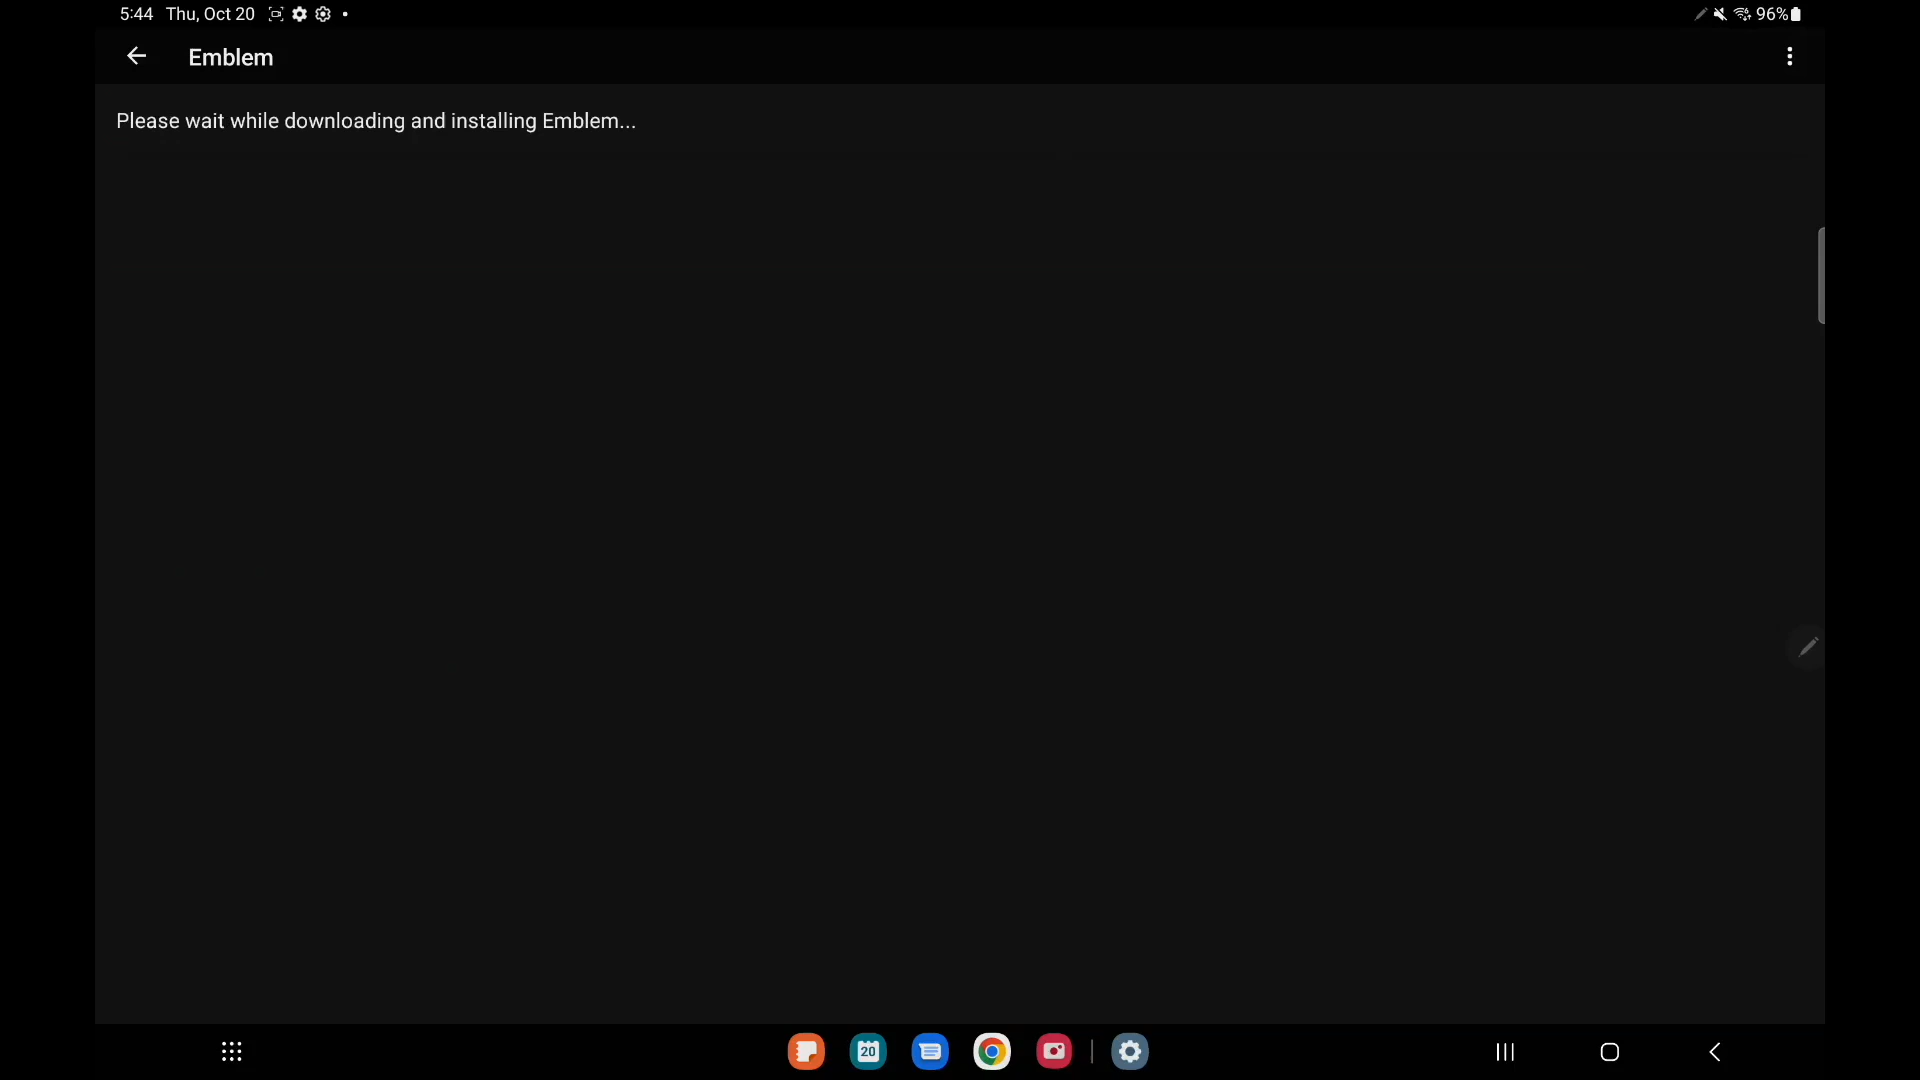 5:44 Thu, Oct 20 96%
Emblem
Please wait while downloading and installing Emblem...
20